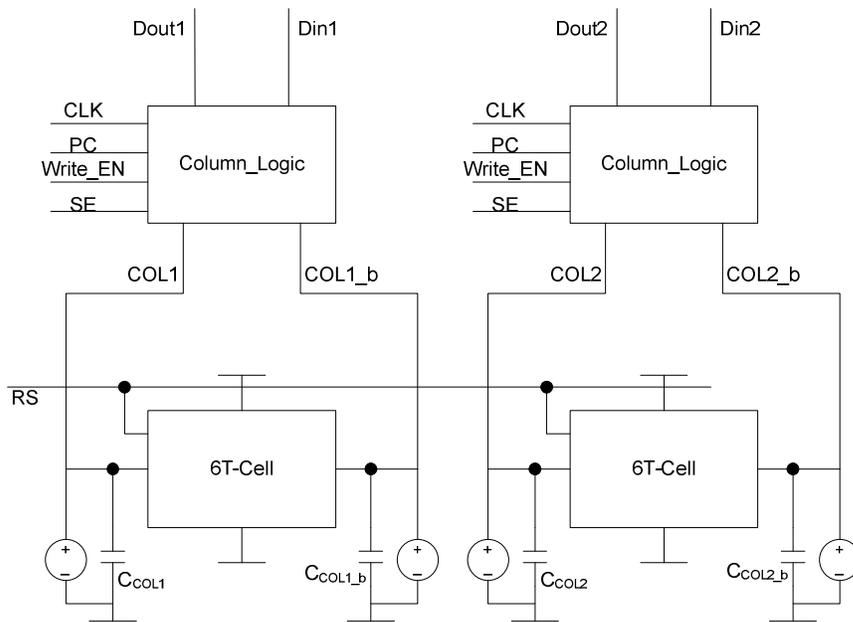 Dout1 Din1 Dout2 Din2
CLK CLK
PC Column_Logic PC Column_Logic
Write_EN Write_EN
SE SE
COL1 COL1_b COL2 COL2_b
RS
6T-Cell 6T-Cell
+ + + +
- - - -
CCOL1 CCOL1_b CCOL2 CCOL2_b